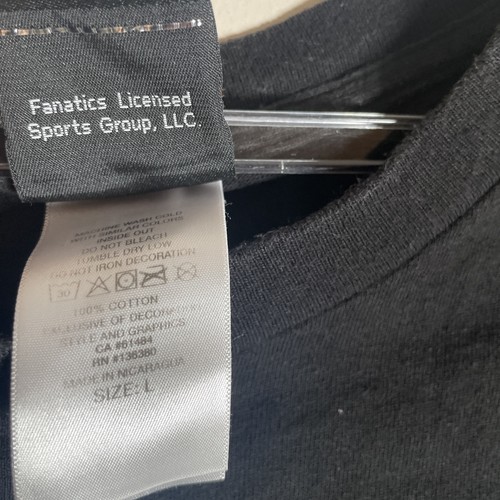 Fanatics Licensed
Sports Group, LLC.
MACHINE WASH COLD
WITH SIMILAR COLORS
INSIDE OUT
DO NOT BLEACH
TUMBLE DRY LOW
DO NOT IRON DECORATION.
30
100% COTTON
EXCLUSIVE OF DECORATION
STYLE AND GRAPHICS
CA #61484
RN #136380
MADE IN NICARAGUA
SIZE: L